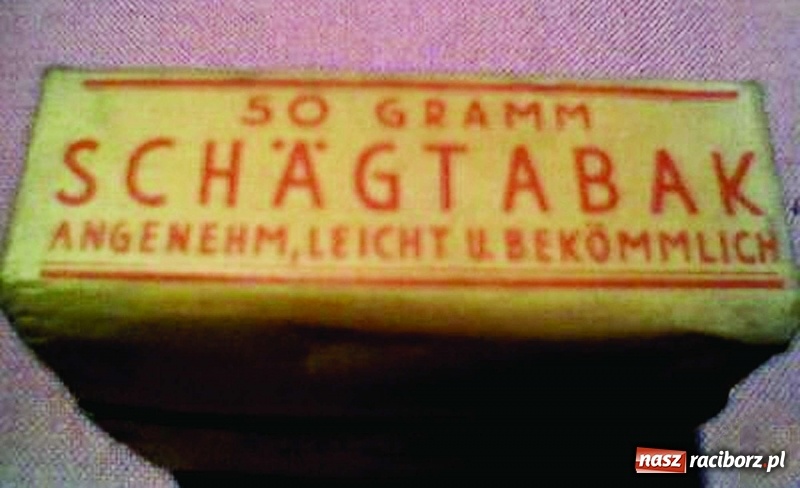 50 GRAMM
SCHÄGTABAK
ANGENEHM, LEICHT U. BEKÖMMLICH
nasz raciborz.pl